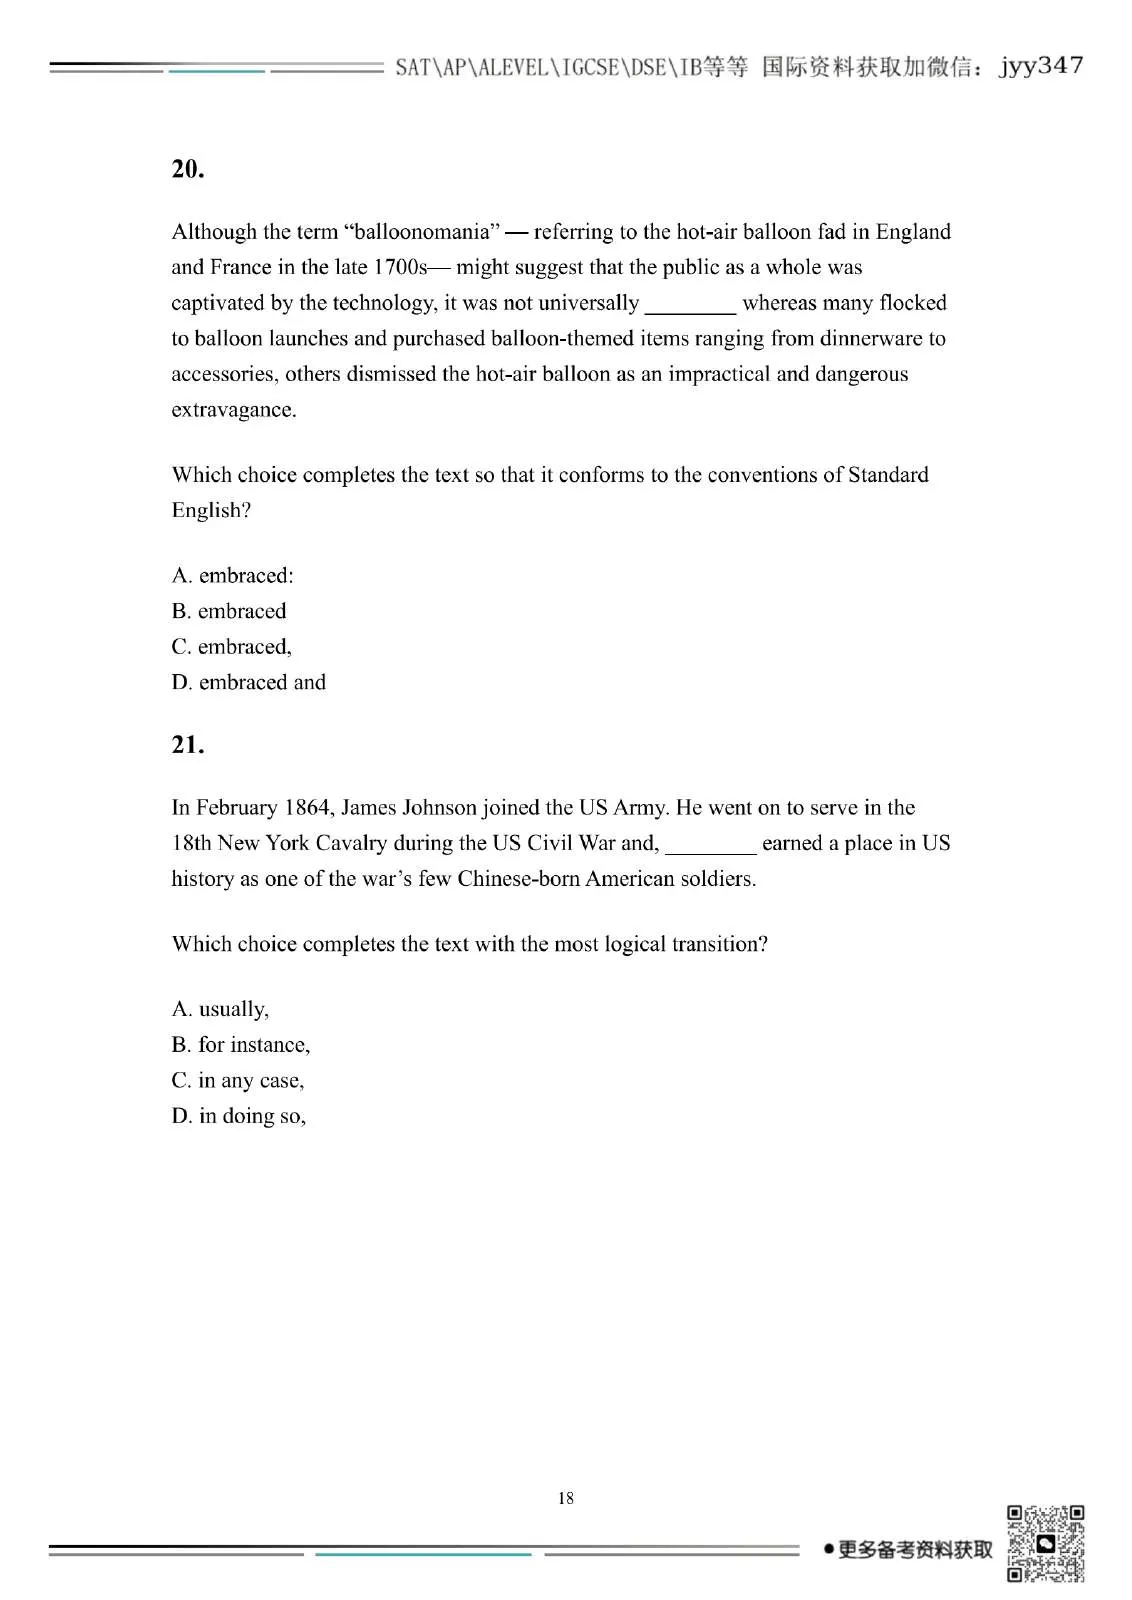 SAT\AP\ALEVEL\IGCSE\DSE\IB等等 国际资料获取加微信：jyy347
20.
Although the term “balloonomania” — referring to the hot-air balloon fad in England
and France in the late 1700s— might suggest that the public as a whole was
captivated by the technology, it was not universally ________ whereas many flocked
to balloon launches and purchased balloon-themed items ranging from dinnerware to
accessories, others dismissed the hot-air balloon as an impractical and dangerous
extravagance.
Which choice completes the text so that it conforms to the conventions of Standard
English?
A. embraced:
B. embraced
C. embraced,
D. embraced and
21.
In February 1864, James Johnson joined the US Army. He went on to serve in the
18th New York Cavalry during the US Civil War and, ________ earned a place in US
history as one of the war’s few Chinese-born American soldiers.
Which choice completes the text with the most logical transition?
A. usually,
B. for instance,
C. in any case,
D. in doing so,
18
●更多备考资料获取